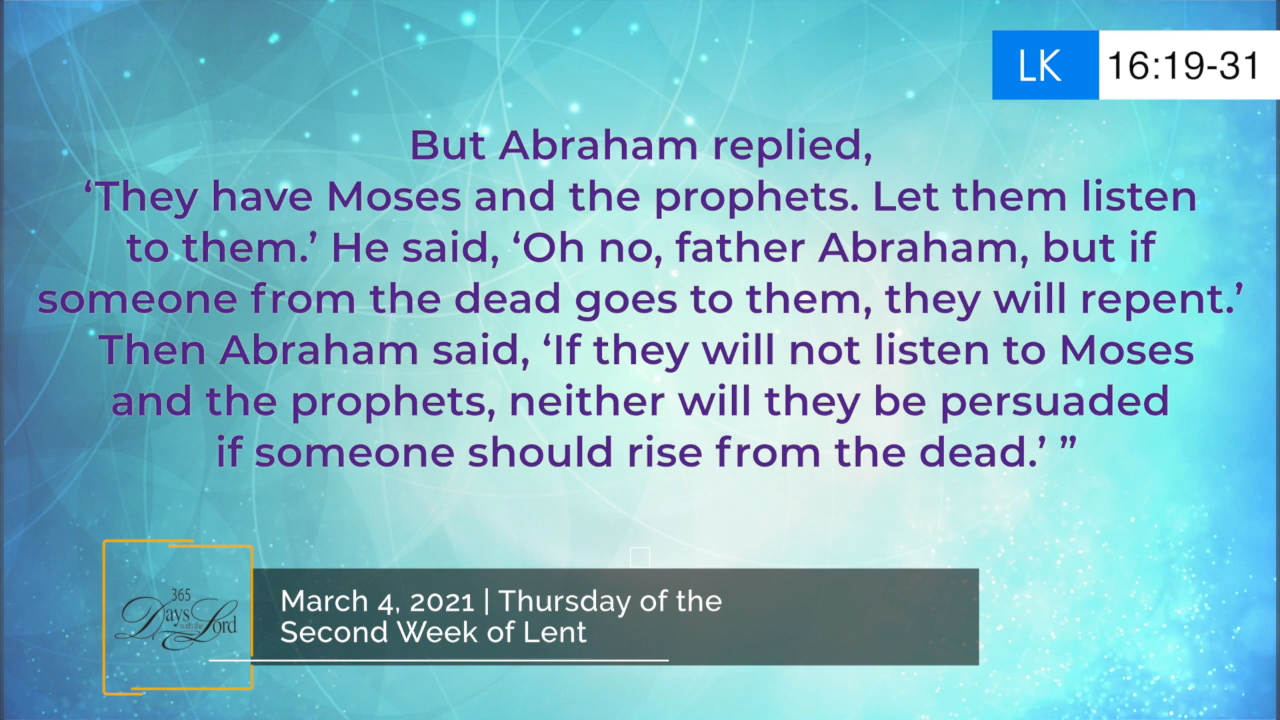 LK 16:19-31
But Abraham replied,
‘They have Moses and the prophets. Let them listen
to them.’ He said, ‘Oh no, father Abraham, but if
someone from the dead goes to them, they will repent.’
Then Abraham said, ‘If they will not listen to Moses
and the prophets, neither will they be persuaded
if someone should rise from the dead.’ ”
365
Days with the Lord
March 4, 2021 | Thursday of the
Second Week of Lent